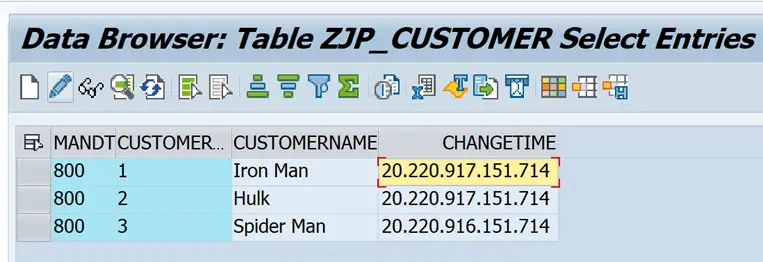 Data Browser: Table ZJP_CUSTOMER Select Entries
MANDT CUSTOMER... CUSTOMERNAME CHANGETIME
800 1 Iron Man 20.220.917.151.714
800 2 Hulk 20.220.917.151.714
800 3 Spider Man 20.220.916.151.714